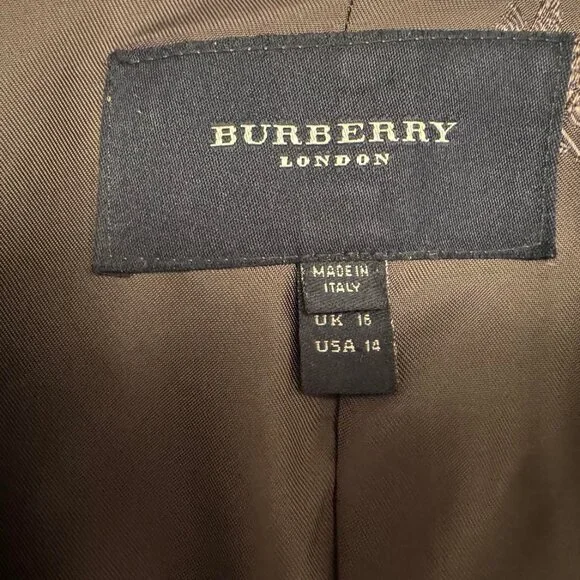 BURBERRY
LONDON
MADE IN
ITALY
UK 16
USA 14